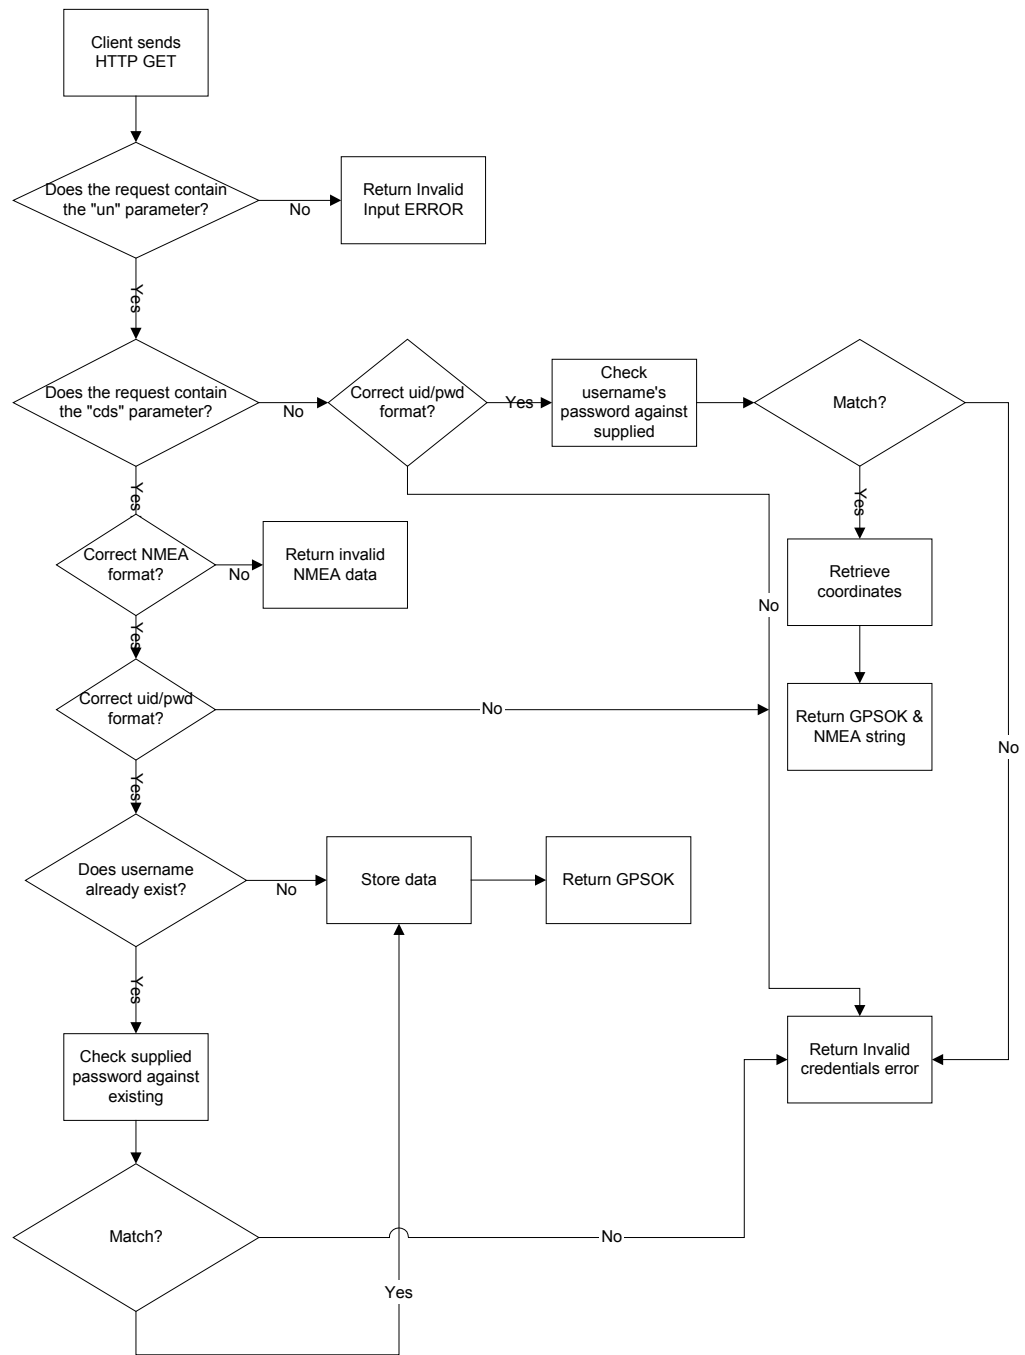 Client sends
HTTP GET
Does the request contain
the "un" parameter?
No
Return Invalid
Input ERROR
Yes
Does the request contain
the "cds" parameter?
No
Correct uid/pwd
format?
Yes
Check
username's
password against
supplied
Match?
Yes
Yes
Correct NMEA
format?
No
Return invalid
NMEA data
Retrieve
coordinates
No
Yes
Correct uid/pwd
format?
No
Return GPSOK &
NMEA string
No
Yes
Does username
already exist?
No
Store data
Return GPSOK
Yes
Check supplied
password against
existing
Return Invalid
credentials error
Match?
No
Yes